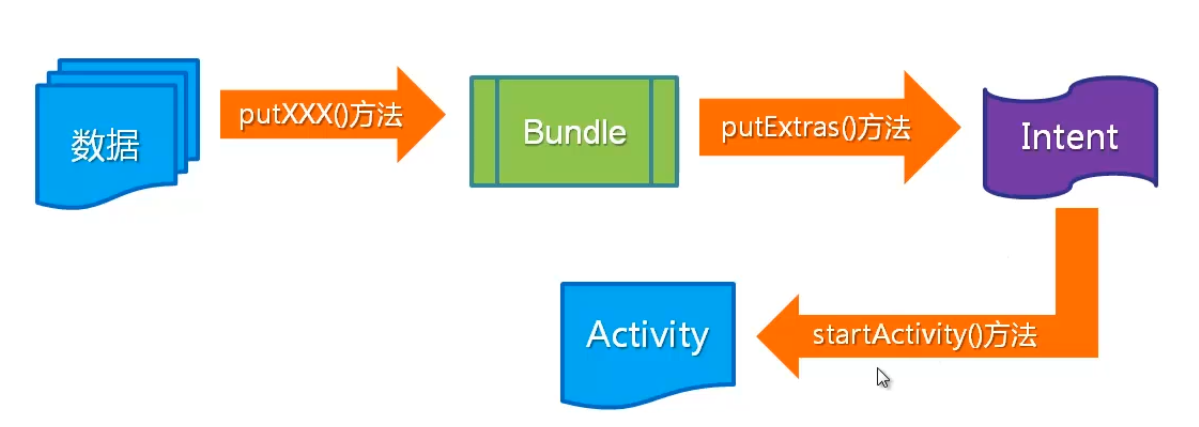 数据
putXXX()方法
Bundle
putExtras()方法
Intent
Activity
startActivity()方法